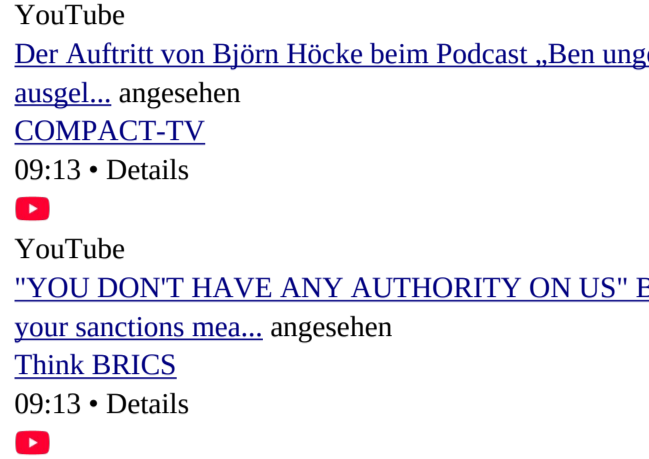 YouTube
Der Auftritt von Björn Höcke beim Podcast „Ben
ausgel... angesehen
COMPACT-TV
09:13 • Details
YouTube
"YOU DON'T HAVE ANY AUTHORITY ON US"
your sanctions mea... angesehen
Think BRICS
09:13 • Details